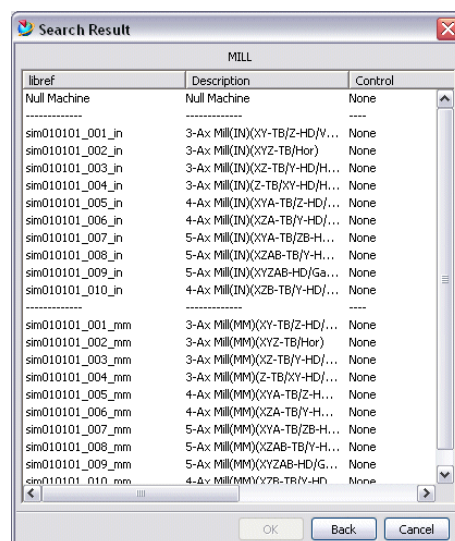 Search Result
MILL
libref Description Control
Null Machine Null Machine None
------------- ------------- ----
sim010101_001_in 3-Ax Mill(IN)(XY-TB/Z-HD/V... None
sim010101_002_in 3-Ax Mill(IN)(XYZ-TB/Hor) None
sim010101_003_in 3-Ax Mill(IN)(XZ-TB/Y-HD/H... None
sim010101_004_in 3-Ax Mill(IN)(Z-TB/XY-HD/H... None
sim010101_005_in 4-Ax Mill(IN)(XYA-TB/Z-HD/... None
sim010101_006_in 4-Ax Mill(IN)(XZA-TB/Y-HD/... None
sim010101_007_in 5-Ax Mill(IN)(XYA-TB/ZB-H... None
sim010101_008_in 5-Ax Mill(IN)(XZAB-TB/Y-H... None
sim010101_009_in 5-Ax Mill(IN)(XYZAB-HD/Ga... None
sim010101_010_in 4-Ax Mill(IN)(XZB-TB/Y-HD/... None
------------- ------------- ----
sim010101_001_mm 3-Ax Mill(MM)(XY-TB/Z-HD/... None
sim010101_002_mm 3-Ax Mill(MM)(XYZ-TB/Hor) None
sim010101_003_mm 3-Ax Mill(MM)(XZ-TB/Y-HD/... None
sim010101_004_mm 3-Ax Mill(MM)(Z-TB/XY-HD/... None
sim010101_005_mm 4-Ax Mill(MM)(XYA-TB/Z-H... None
sim010101_006_mm 4-Ax Mill(MM)(XZA-TB/Y-H... None
sim010101_007_mm 5-Ax Mill(MM)(XYA-TB/ZB-H... None
sim010101_008_mm 5-Ax Mill(MM)(XZAB-TB/Y-H... None
sim010101_009_mm 5-Ax Mill(MM)(XYZAB-HD/G... None
sim010101_010_mm 4-Ax Mill(MM)(XZB-TB/Y-HD None
OK Back Cancel